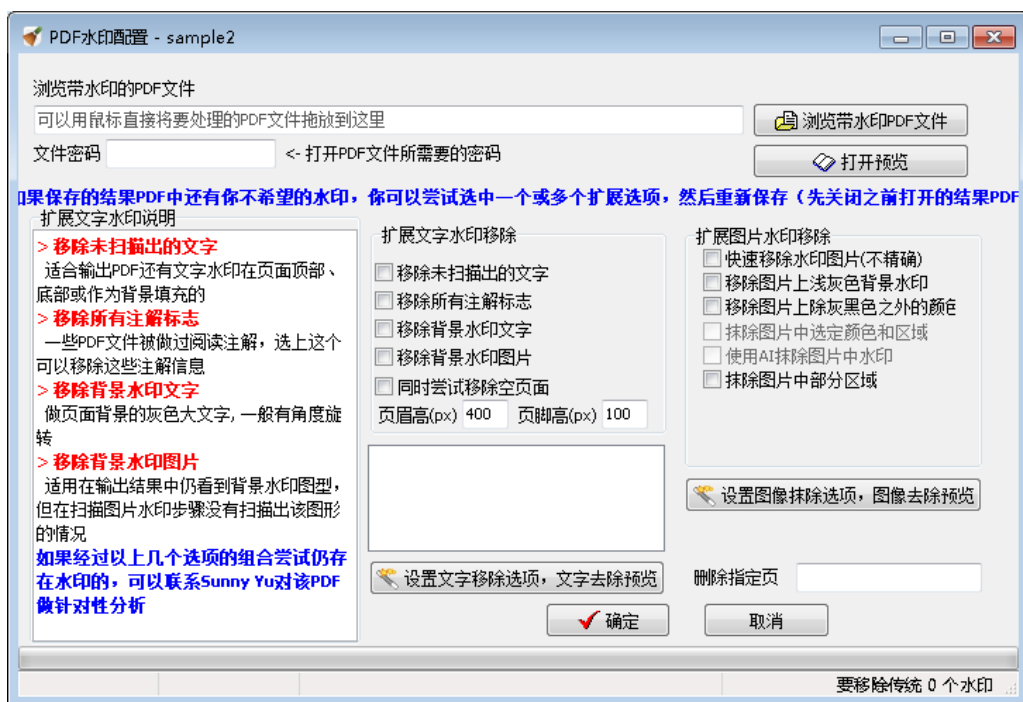 PDF水印配置 - sample2
浏览带水印的PDF文件
可以用鼠标直接将要处理的PDF文件拖放到这里
浏览带水印PDF文件
文件密码
<- 打开PDF文件所需要的密码
打开预览
如果保存的结果PDF中还有你不希望的水印，你可以尝试选中一个或多个扩展选项，然后重新保存（先关闭之前打开的结果PDF
扩展文字水印说明
> 移除未扫描出的文字
适合输出PDF还有文字水印在页面顶部、
底部或作为背景填充的
> 移除所有注解标志
一些PDF文件被做过阅读注解，选上这个
可以移除这些注解信息
> 移除背景水印文字
做页面背景的灰色大文字, 一般有角度旋
转
> 移除背景水印图片
适用在输出结果中仍看到背景水印图型，
但在扫描图片水印步骤没有扫描出该图形
的情况
如果经过以上几个选项的组合尝试仍存
在水印的，可以联系Sunny Yu对该PDF
做针对性分析
扩展文字水印移除
移除未扫描出的文字
移除所有注解标志
移除背景水印文字
移除背景水印图片
同时尝试移除空页面
页眉高(px) 400 页脚高(px) 100
设置文字移除选项，文字去除预览
扩展图片水印移除
快速移除水印图片(不精确)
移除图片上浅灰色背景水印
移除图片上除灰黑色之外的颜色
抹除图片中选定颜色和区域
使用AI抹除图片中水印
抹除图片中部分区域
设置图像抹除选项，图像去除预览
删除指定页
确定
取消
要移除传统 0 个水印